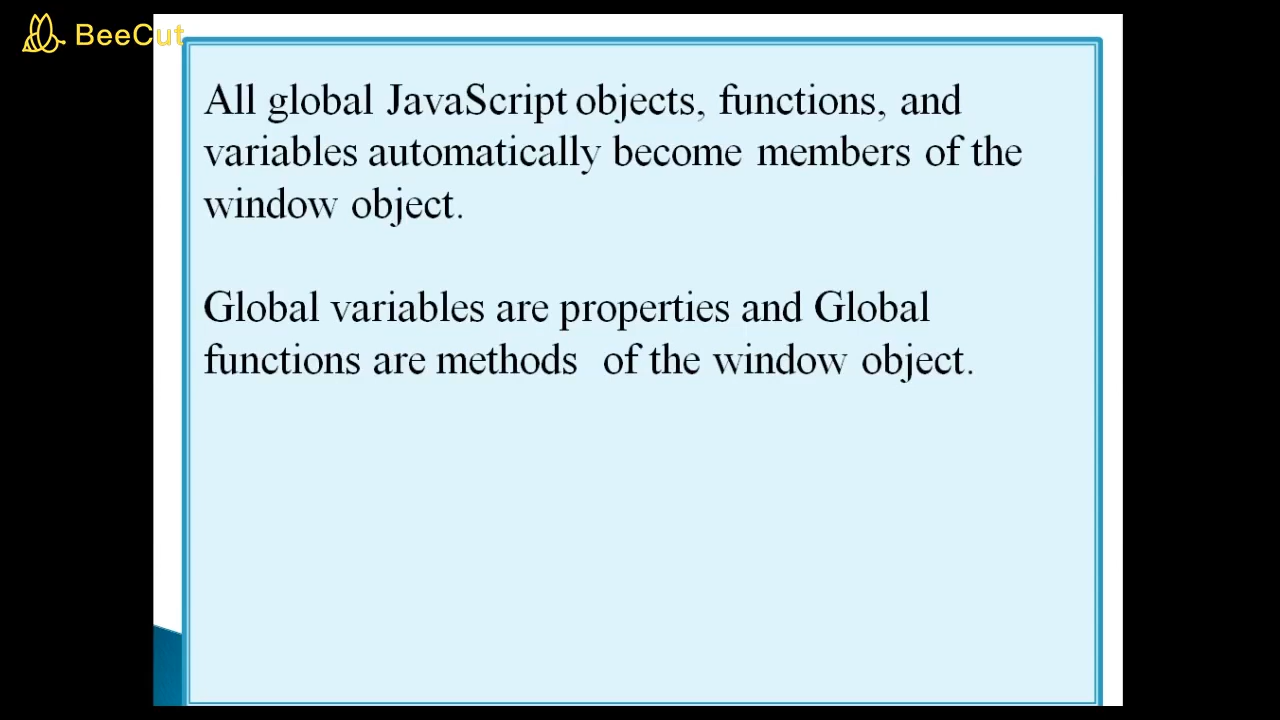 BeeCut
All global JavaScript objects, functions, and
variables automatically become members of the
window object.
Global variables are properties and Global
functions are methods of the window object.